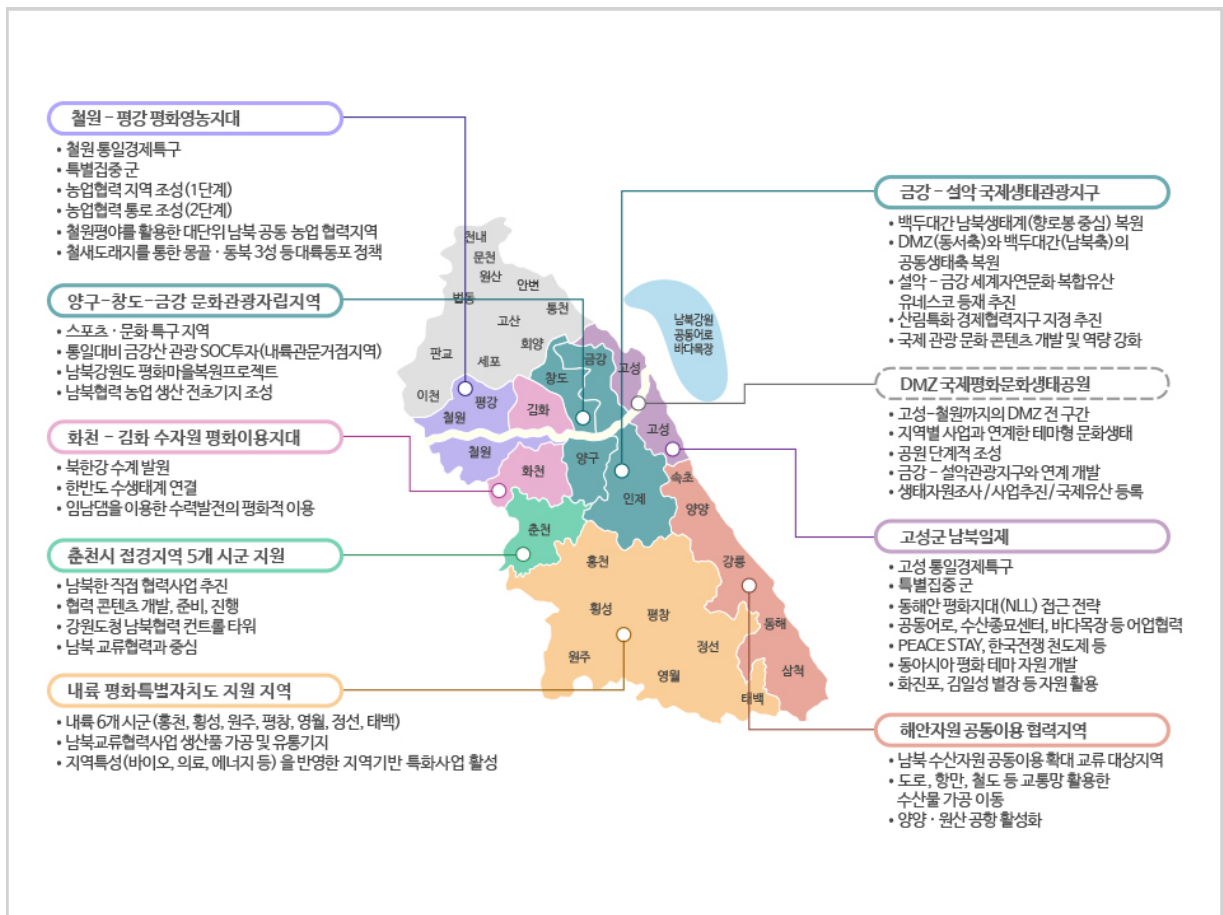 철원 - 평강 평화영농지대
• 철원 통일경제특구
• 특별집중 군
• 농업협력 지역 조성(1단계)
• 농업협력 통로 조성(2단계)
• 철원평야를 활용한 대단위 남북 공동 농업 협력지역
• 철새도래지를 통한 몽골 · 동북 3성 등 대륙동포 정책
양구-창도-금강 문화관광자립지역
• 스포츠 · 문화 특구 지역
• 통일대비 금강산 관광 SOC투자(내륙관문거점지역)
• 남북강원도 평화마을복원프로젝트
• 남북협력 농업 생산 전초기지 조성
화천 - 김화 수자원 평화이용지대
• 북한강 수계 발원
• 한반도 수생태계 연결
• 임남댐을 이용한 수력발전의 평화적 이용
춘천시 접경지역 5개 시군 지원
• 남북한 직접 협력사업 추진
• 협력 콘텐츠 개발, 준비, 진행
• 강원도청 남북협력 컨트롤 타워
• 남북 교류협력과 중심
내륙 평화특별자치도 지원 지역
• 내륙 6개 시군(홍천, 횡성, 원주, 평창, 영월, 정선, 태백)
• 남북교류협력사업 생산품 가공 및 유통기지
• 지역특성(바이오, 의료, 에너지 등) 을 반영한 지역기반 특화사업 활성
천내
문천
원산
법동
안변
통천
고산
회양
판교
세포
이천
평강
철원
김화
창도
금강
고성
남북강원
공동어로
바다목장
고성
철원
화천
양구
인제
속초
양양
춘천
홍천
강릉
횡성
평창
동해
정선
원주
영월
삼척
태백
금강 - 설악 국제생태관광지구
• 백두대간 남북생태계(향로봉 중심) 복원
• DMZ(동서축)와 백두대간(남북축)의
공동생태축 복원
• 설악 - 금강 세계자연문화 복합유산
유네스코 등재 추진
• 산림특화 경제협력지구 지정 추진
• 국제 관광 문화 콘텐츠 개발 및 역량 강화
DMZ 국제평화문화생태공원
• 고성-철원까지의 DMZ 전 구간
• 지역별 사업과 연계한 테마형 문화생태
• 공원 단계적 조성
• 금강 - 설악관광지구와 연계 개발
• 생태자원조사 / 사업추진 / 국제유산 등록
고성군 남북일제
• 고성 통일경제특구
• 특별집중 군
• 동해안 평화지대(NLL) 접근 전략
• 공동어로, 수산종묘센터, 바다목장 등 어업협력
• PEACE STAY, 한국전쟁 천도제 등
• 동아시아 평화 테마 자원 개발
• 화진포, 김일성 별장 등 자원 활용
해안자원 공동이용 협력지역
• 남북 수산자원 공동이용 확대 교류 대상지역
• 도로, 항만, 철도 등 교통망 활용한
수산물 가공 이동
• 양양 · 원산 공항 활성화